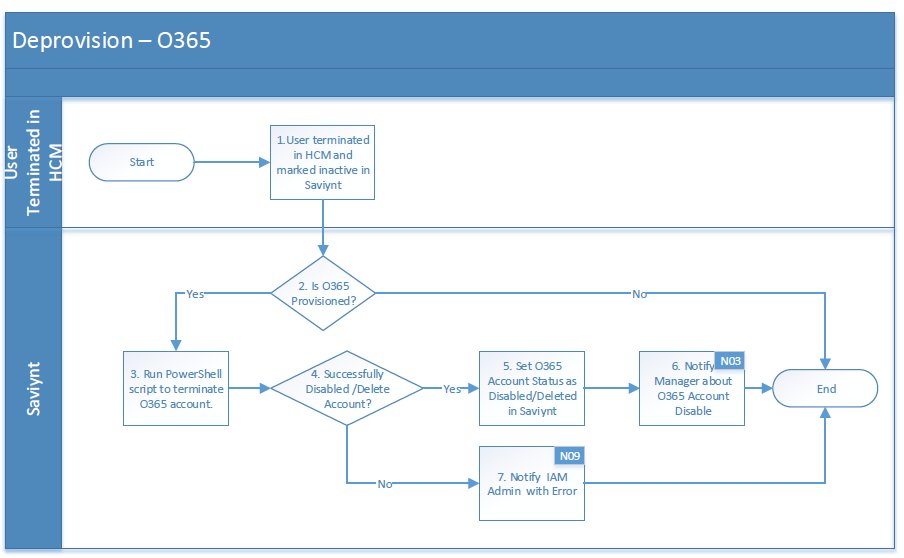 Deprovision – O365
User
Terminated in
HCM
Start
1.User terminated
in HCM and
marked inactive in
Saviynt
Saviynt
2. Is O365
Provisioned?
Yes
No
3. Run PowerShell
script to terminate
O365 account.
4. Successfully
Disabled /Delete
Account?
Yes
5. Set O365
Account Status as
Disabled/Deleted
in Saviynt
N03
6. Notify
Manager about
O365 Account
Disable
End
No
N09
7. Notify  IAM
Admin  with Error